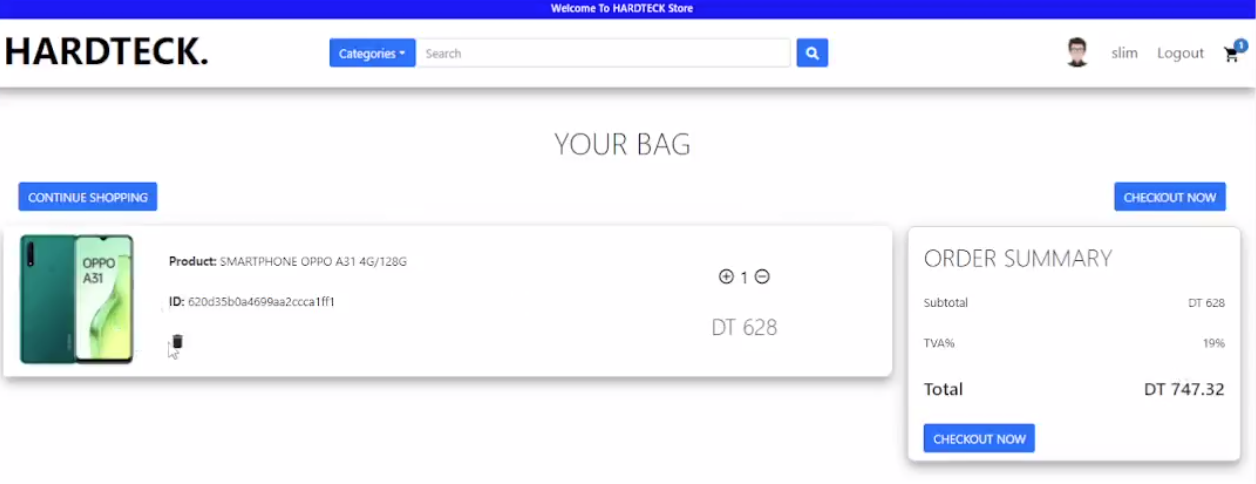 Welcome To HARDTECK Store
HARDTECK.
Categories
Search
slim
Logout
1
YOUR BAG
CONTINUE SHOPPING
CHECKOUT NOW
OPPO
A31
Product: SMARTPHONE OPPO A31 4G/128G
ID: 620d35b0a4699aa2ccca1ff1
1
DT 628
ORDER SUMMARY
Subtotal DT 628
TVA% 19%
Total DT 747.32
CHECKOUT NOW